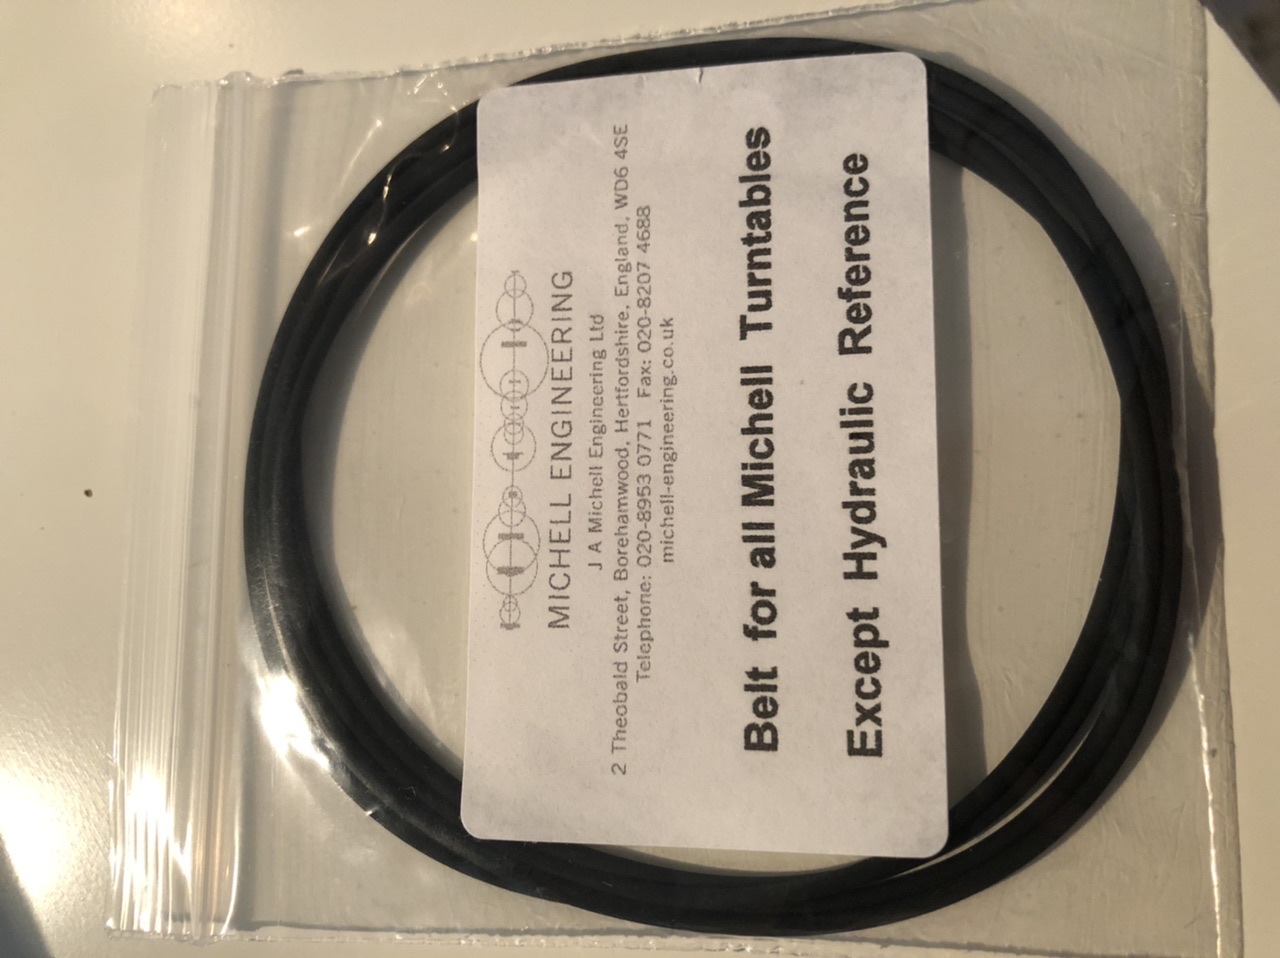 MICHELL ENGINEERING
J A Michell Engineering Ltd
2 Theobald Street, Borehamwood, Hertfordshire, England, WD6 4SE
Telephone: 020-8953 0771 Fax: 020-8207 4688
michell-engineering.co.uk
Belt for all Michell Turntables
Except Hydraulic Reference